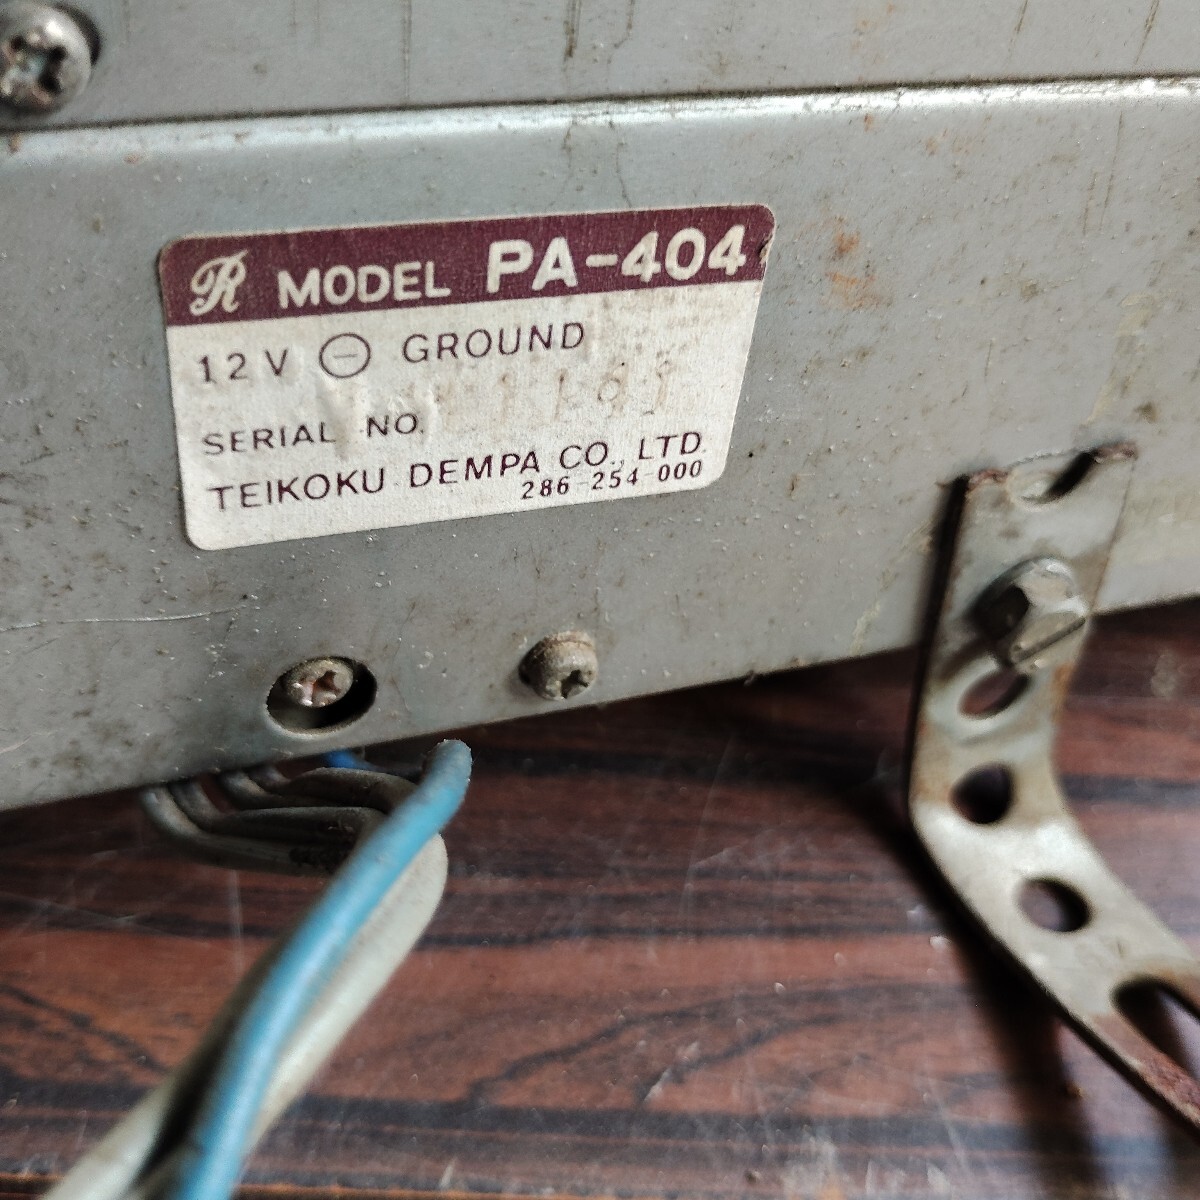 R MODEL PA-404
12V ⊖ GROUND
SERIAL NO.
TEIKOKU DEMPA CO., LTD.
286-254-000